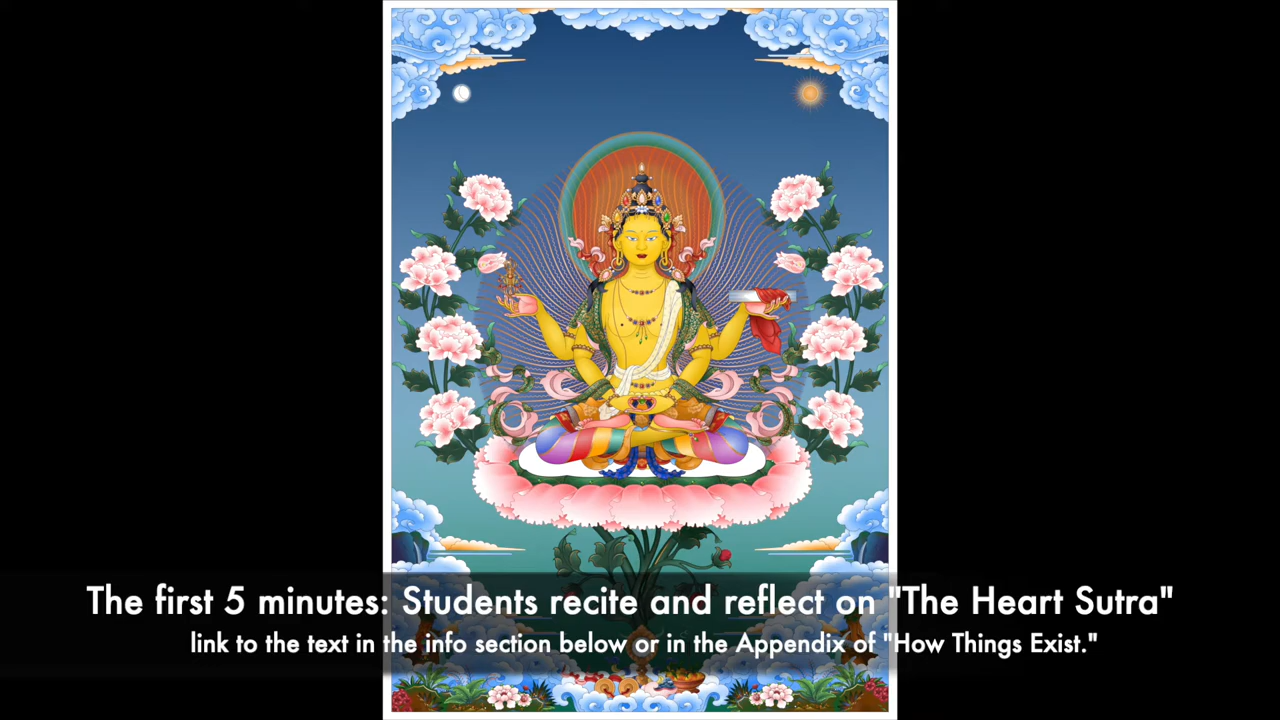 The first 5 minutes: Students recite and reflect on "The Heart Sutra"
link to the text in the info section below or in the Appendix of "How Things Exist."